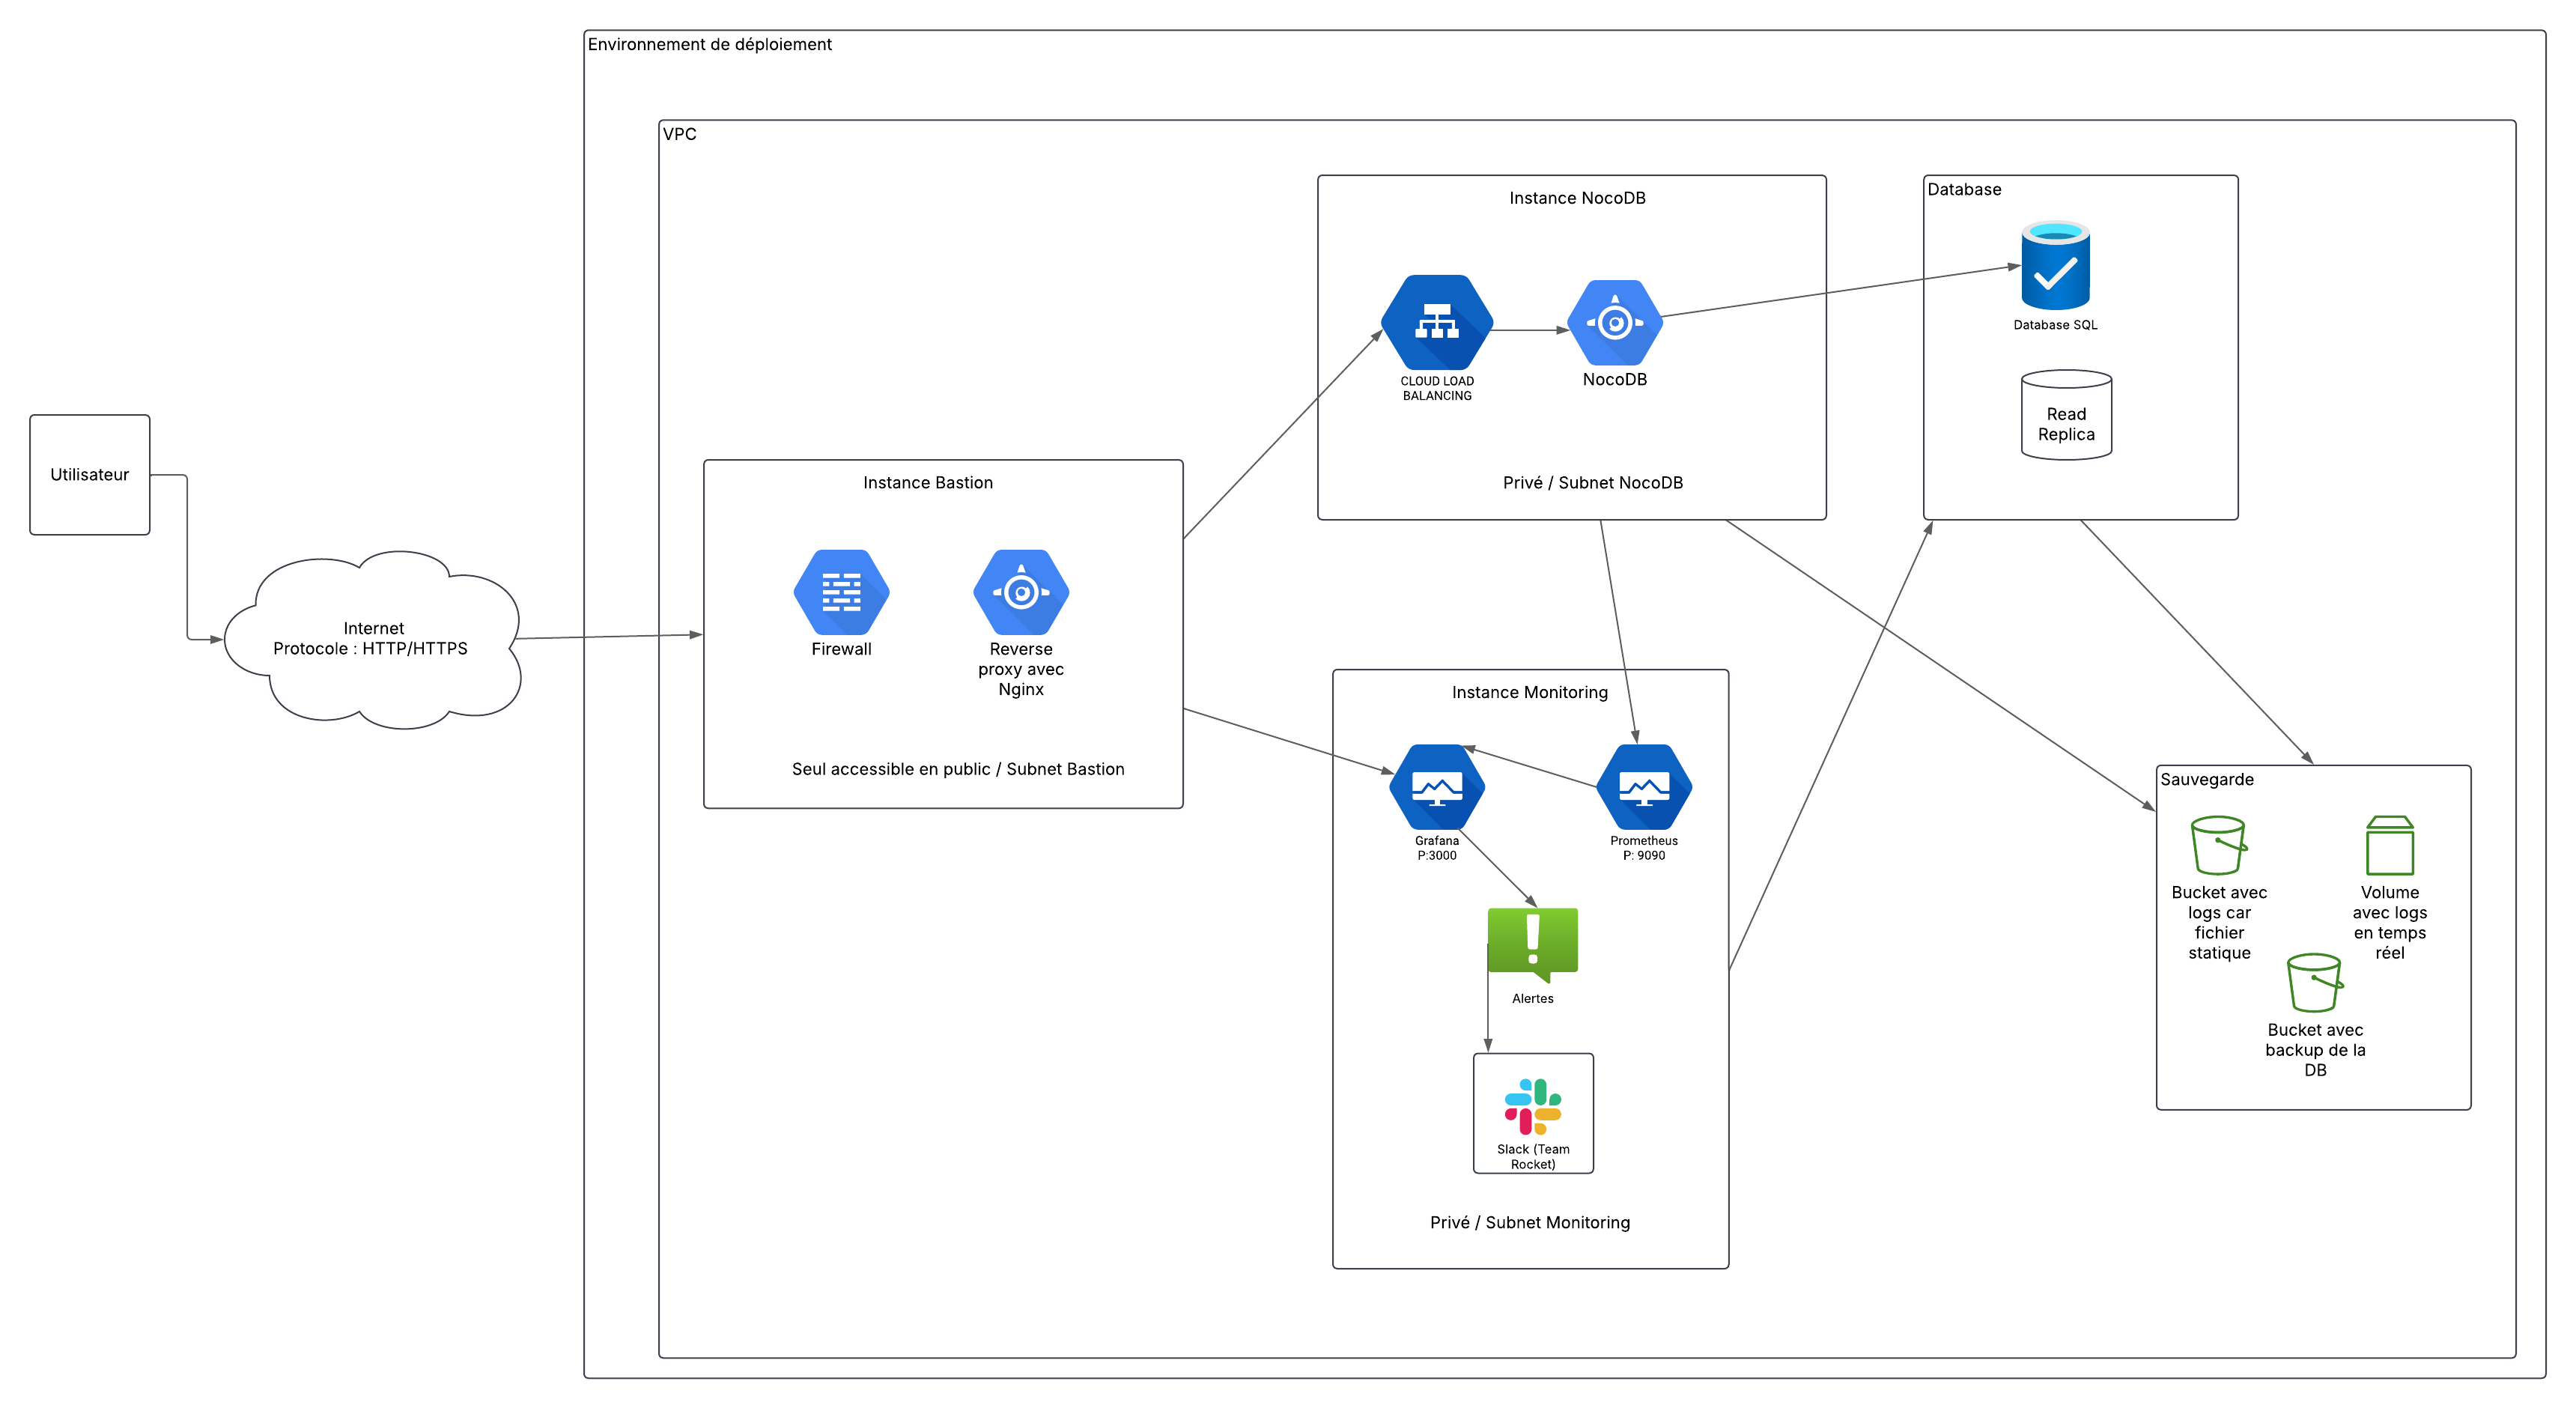 Environnement de déploiement
VPC
Utilisateur
Internet
Protocole : HTTP/HTTPS
Instance Bastion
Firewall
Reverse
proxy avec
Nginx
Seul accessible en public / Subnet Bastion
Instance NocoDB
CLOUD LOAD
BALANCING
NocoDB
Privé / Subnet NocoDB
Database
Database SQL
Read
Replica
Instance Monitoring
Grafana
P:3000
Prometheus
P: 9090
Alertes
Slack (Team
Rocket)
Privé / Subnet Monitoring
Sauvegarde
Bucket avec
logs car
fichier
statique
Volume
avec logs
en temps
réel
Bucket avec
backup de la
DB